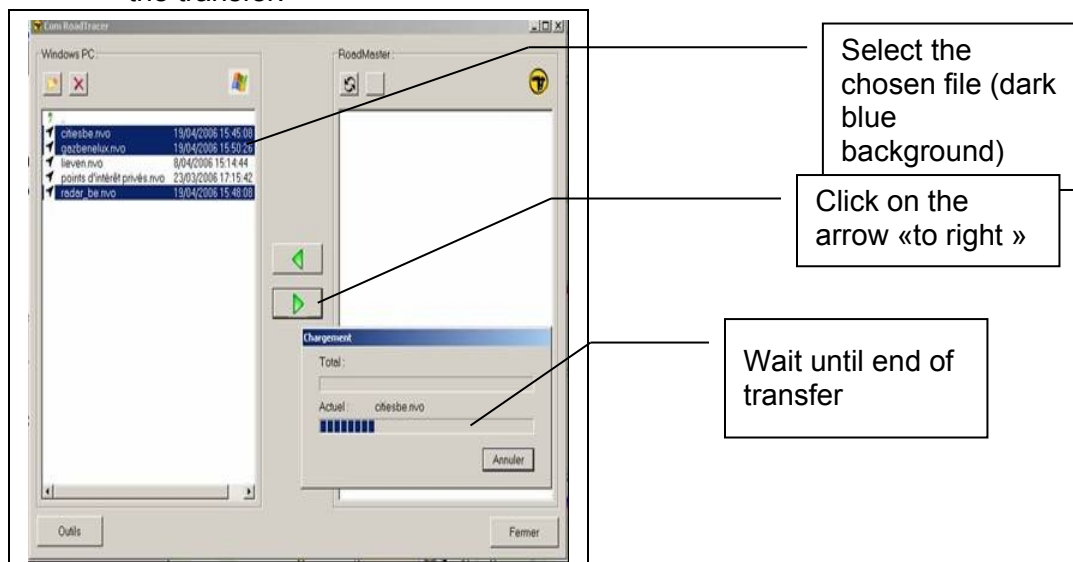 the transfer.
Com RoadTracer
Windows PC :
RoadMaster :
..
citiesbe.nvo 19/04/2006 15:45:08
gazbenelux.nvo 19/04/2006 15:50:26
lieven.nvo 8/04/2006 15:14:44
points d'intérêt privés.nvo 23/03/2006 17:15:42
radar_be.nvo 19/04/2006 15:48:08
Chargement
Total :
Actuel : citiesbe.nvo
Annuler
Outils
Fermer
Select the
chosen file (dark
blue
background)
Click on the
arrow «to right »
Wait until end of
transfer